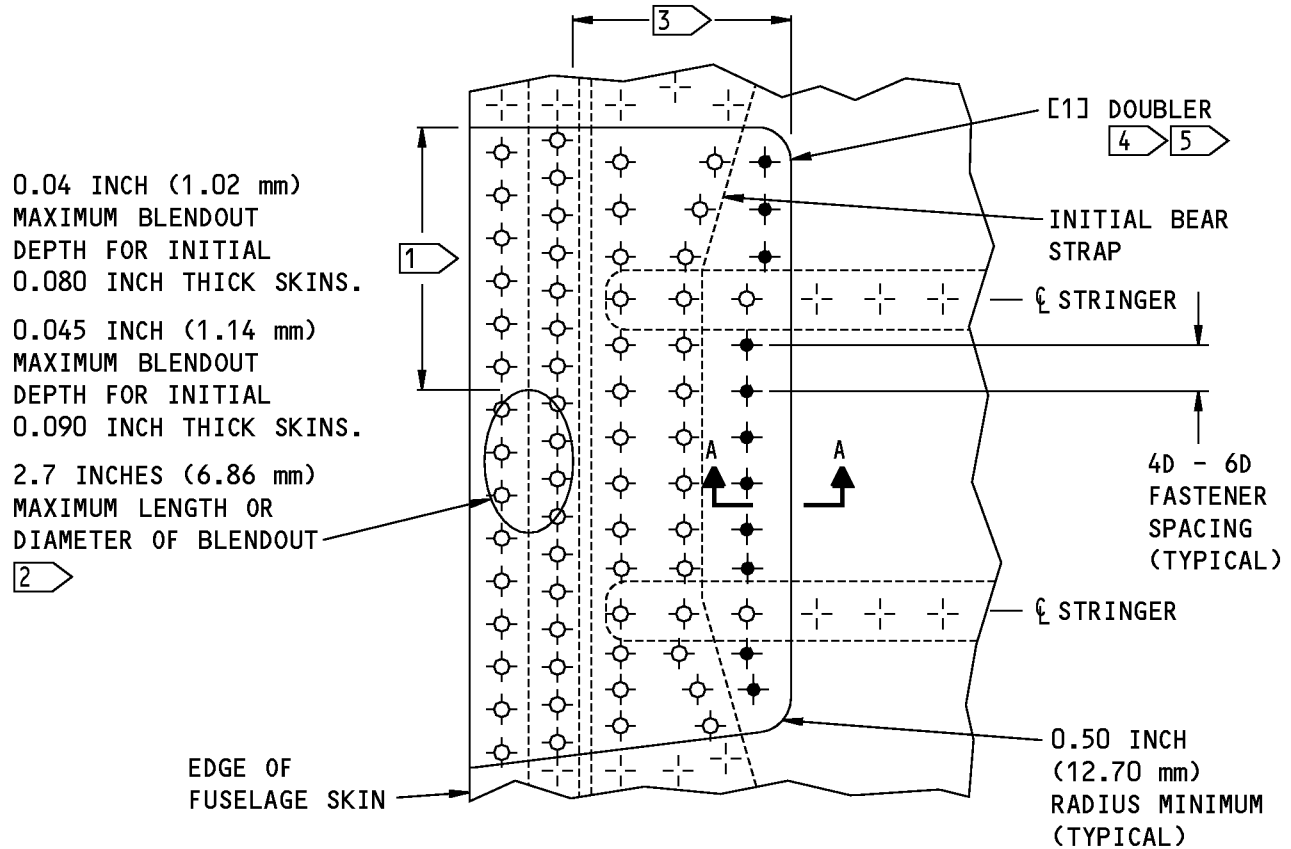 3
[1] DOUBLER
4 5
0.04 INCH (1.02 mm)
MAXIMUM BLENDOUT
DEPTH FOR INITIAL
0.080 INCH THICK SKINS.
0.045 INCH (1.14 mm)
MAXIMUM BLENDOUT
DEPTH FOR INITIAL
0.090 INCH THICK SKINS.
2.7 INCHES (6.86 mm)
MAXIMUM LENGTH OR
DIAMETER OF BLENDOUT
2
1
INITIAL BEAR
STRAP
℄ STRINGER
A A
4D - 6D
FASTENER
SPACING
(TYPICAL)
℄ STRINGER
EDGE OF
FUSELAGE SKIN
0.50 INCH
(12.70 mm)
RADIUS MINIMUM
(TYPICAL)